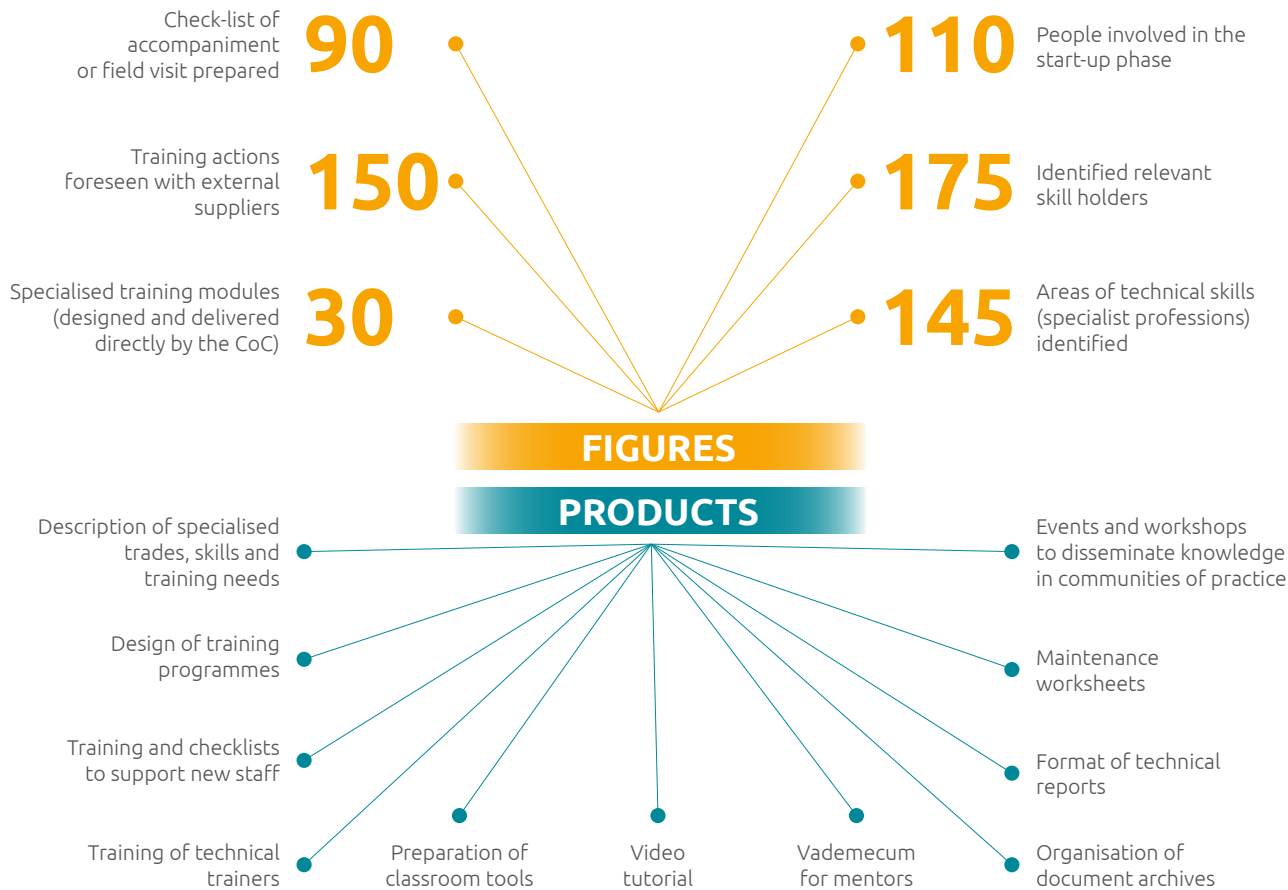 Check-list of
accompaniment
or field visit prepared
90
110
People involved in the
start-up phase
Training actions
foreseen with external
suppliers
150
175
Identified relevant
skill holders
Specialised training modules
(designed and delivered
directly by the CoC)
30
145
Areas of technical skills
(specialist professions)
identified
FIGURES
PRODUCTS
Description of specialised
trades, skills and
training needs
Events and workshops
to disseminate knowledge
in communities of practice
Design of training
programmes
Maintenance
worksheets
Training and checklists
to support new staff
Format of technical
reports
Training of technical
trainers
Preparation of
classroom tools
Video
tutorial
Vademecum
for mentors
Organisation of
document archives